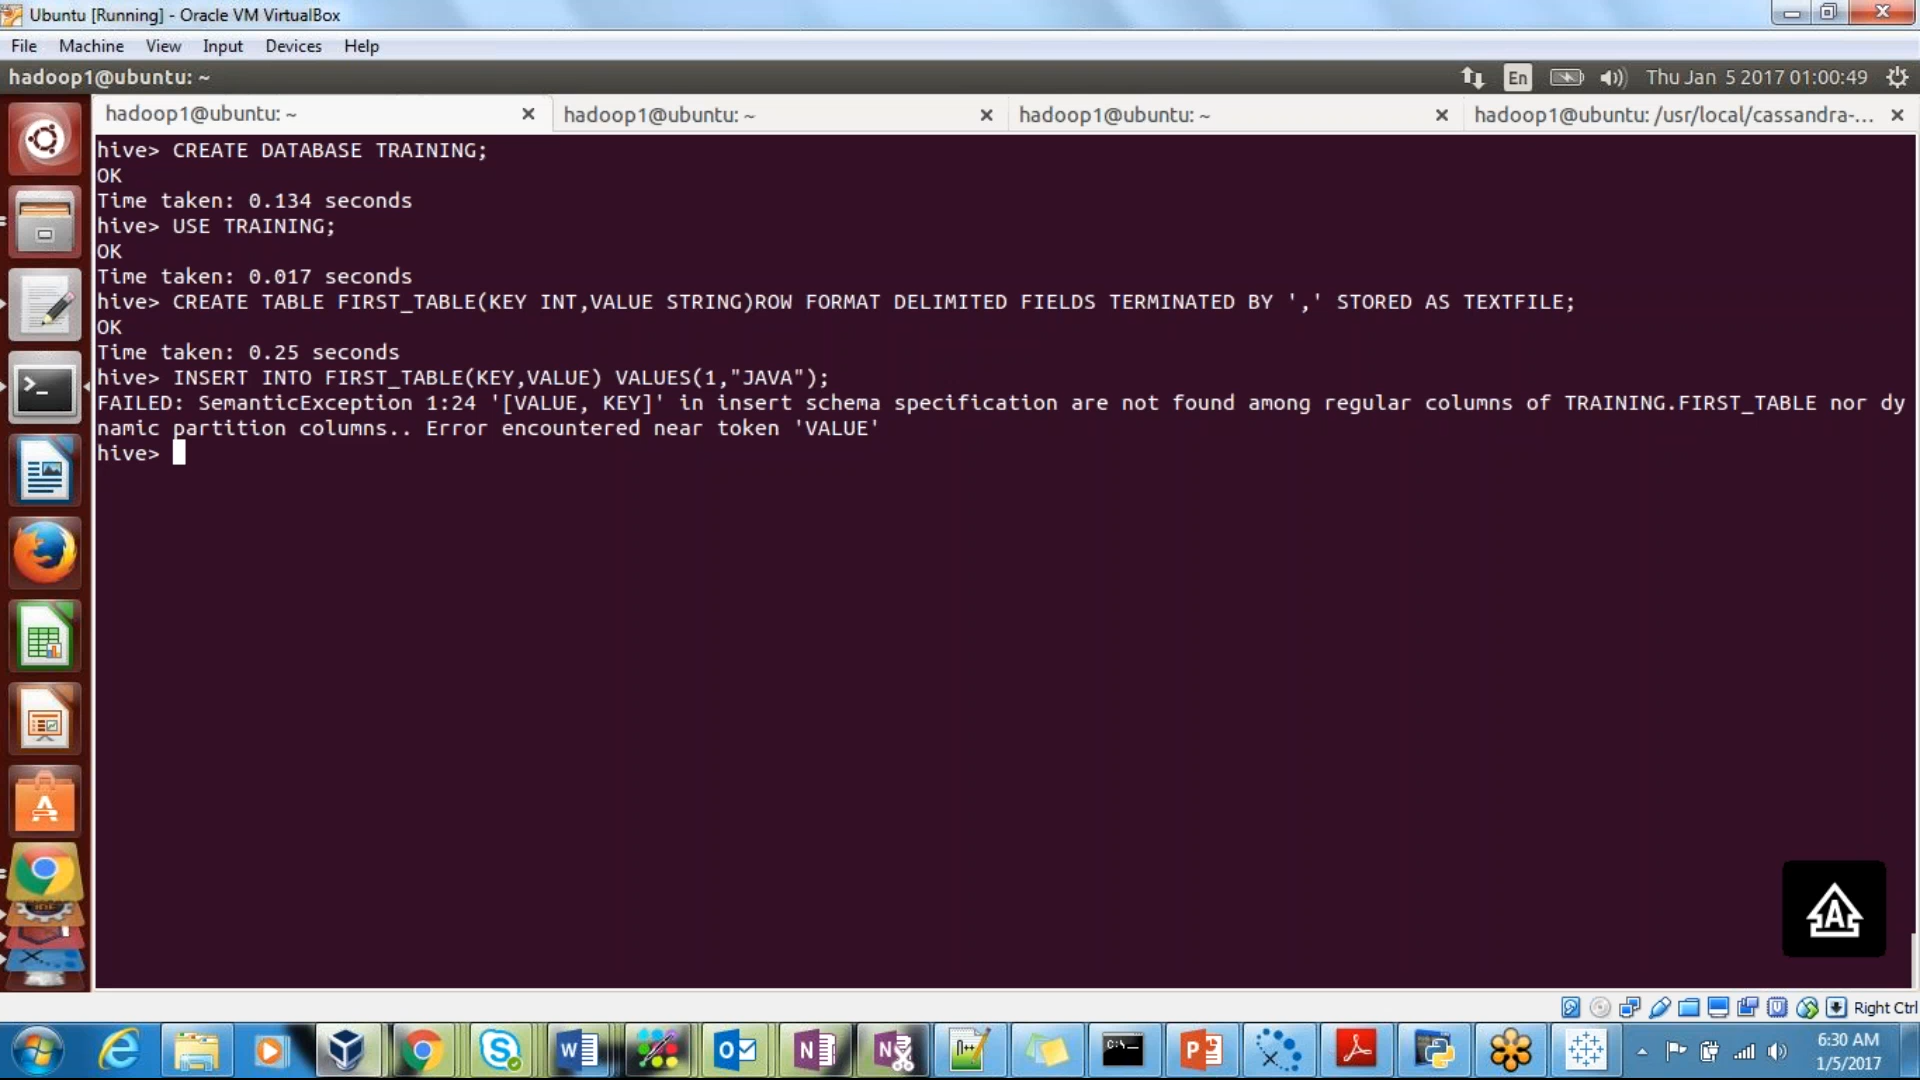 Ubuntu [Running] - Oracle VM VirtualBox
File Machine View Input Devices Help
hadoop1@ubuntu: ~
En
Thu Jan 5 2017 01:00:49
hadoop1@ubuntu: ~
hadoop1@ubuntu: ~
hadoop1@ubuntu: ~
hadoop1@ubuntu: /usr/local/cassandra-...
hive> CREATE DATABASE TRAINING;
OK
Time taken: 0.134 seconds
hive> USE TRAINING;
OK
Time taken: 0.017 seconds
hive> CREATE TABLE FIRST_TABLE(KEY INT,VALUE STRING)ROW FORMAT DELIMITED FIELDS TERMINATED BY ',' STORED AS TEXTFILE;
OK
Time taken: 0.25 seconds
hive> INSERT INTO FIRST_TABLE(KEY,VALUE) VALUES(1,"JAVA");
FAILED: SemanticException 1:24 '[VALUE, KEY]' in insert schema specification are not found among regular columns of TRAINING.FIRST_TABLE nor dy
namic partition columns.. Error encountered near token 'VALUE'
hive>
A
Right Ctrl
6:30 AM
1/5/2017